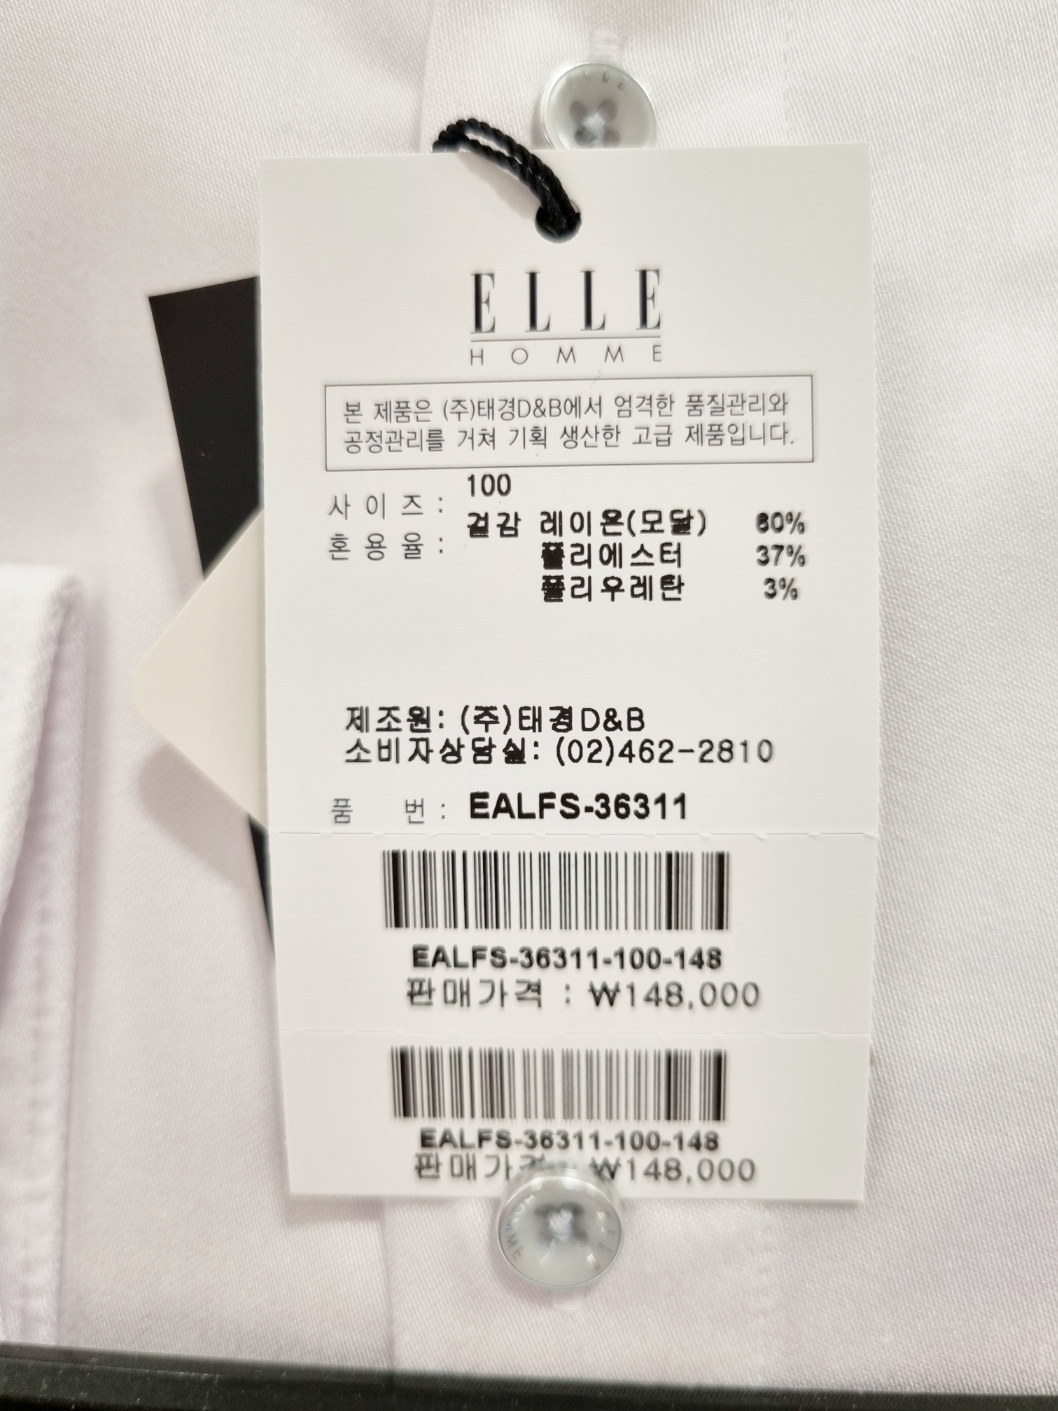 ELLE
HOMME
본 제품은 (주)태경D&B에서 엄격한 품질관리와
공정관리를 거쳐 기획 생산한 고급 제품입니다.
사이즈: 100
혼용율: 겉감 레이온(모달) 60%
폴리에스터 37%
폴리우레탄 3%
제조원: (주)태경D&B
소비자상담실: (02)462-2810
품 번: EALFS-36311
EALFS-36311-100-148
판매가격 : ₩148,000
EALFS-36311-100-148
판매가격 : ₩148,000